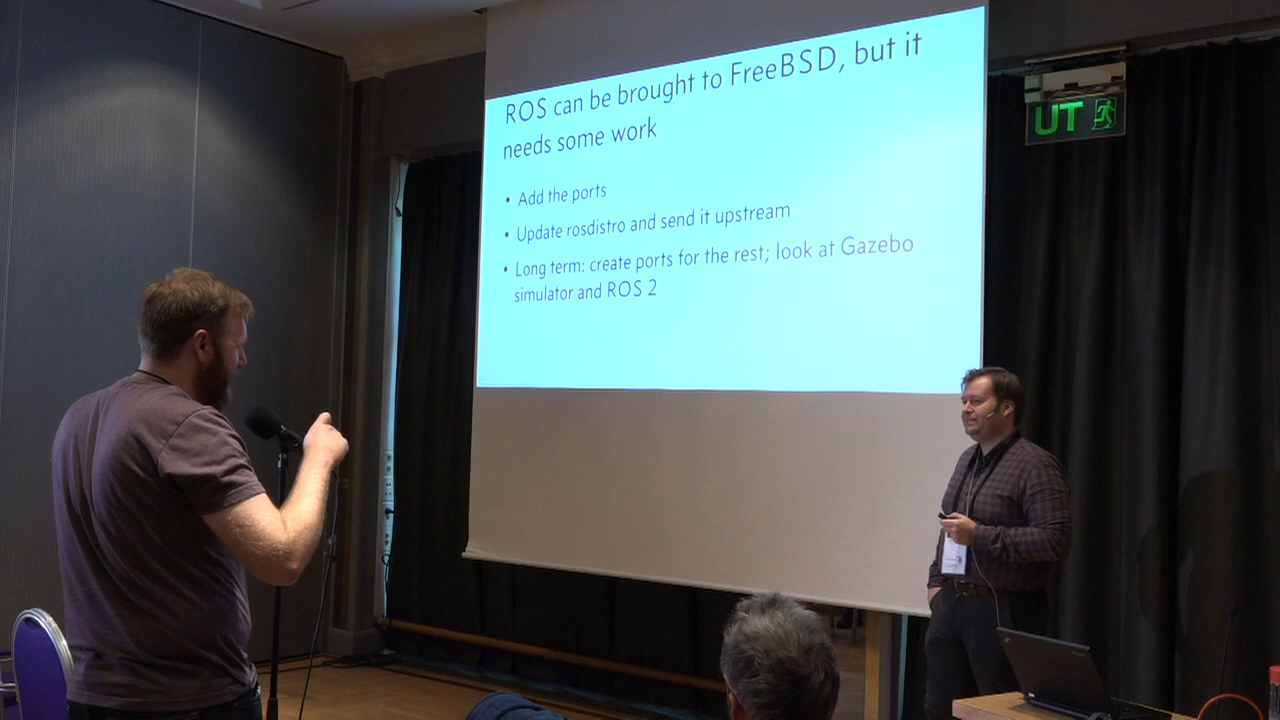 ROS can be brought to FreeBSD, but it
needs some work
• Add the ports
• Update rosdistro and send it upstream
• Long term: create ports for the rest; look at Gazebo
simulator and ROS 2
UT